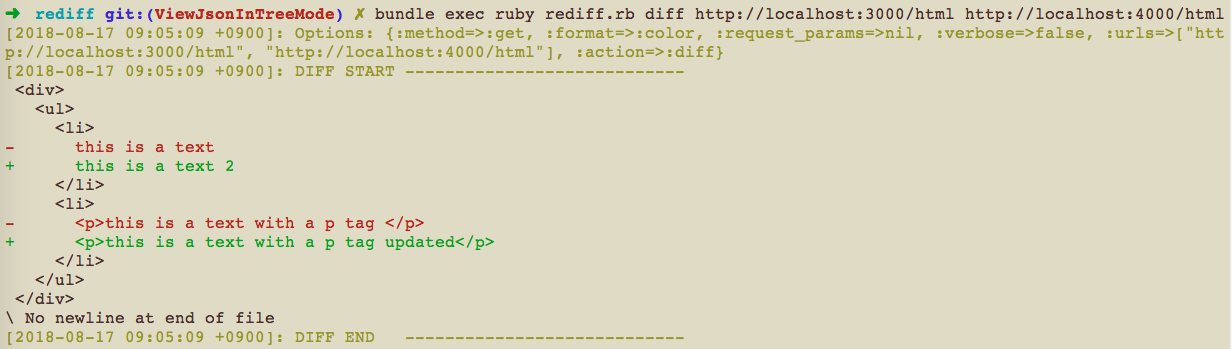 ➜  rediff git:(ViewJsonInTreeMode) ✗ bundle exec ruby rediff.rb diff http://localhost:3000/html http://localhost:4000/html
[2018-08-17 09:05:09 +0900]: Options: {:method=>:get, :format=>:color, :request_params=>nil, :verbose=>false, :urls=>["htt
p://localhost:3000/html", "http://localhost:4000/html"], :action=>:diff}
[2018-08-17 09:05:09 +0900]: DIFF START ----------------------------
 <div>
   <ul>
     <li>
-      this is a text
+      this is a text 2
     </li>
     <li>
-      <p>this is a text with a p tag </p>
+      <p>this is a text with a p tag updated</p>
     </li>
   </ul>
 </div>
\ No newline at end of file
[2018-08-17 09:05:09 +0900]: DIFF END   ----------------------------